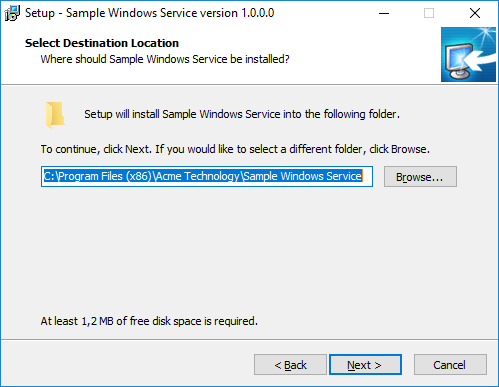 Setup - Sample Windows Service version 1.0.0.0
Select Destination Location
Where should Sample Windows Service be installed?
Setup will install Sample Windows Service into the following folder.
To continue, click Next. If you would like to select a different folder, click Browse.
C:\Program Files (x86)\Acme Technology\Sample Windows Service
Browse...
At least 1,2 MB of free disk space is required.
< Back
Next >
Cancel